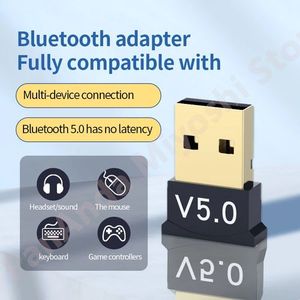 Bluetooth adapter
Fully compatible with
Multi-device connection
Bluetooth 5.0 has no latency
Headset/sound
The mouse
keyboard
Game controllers
V5.0
V5.0